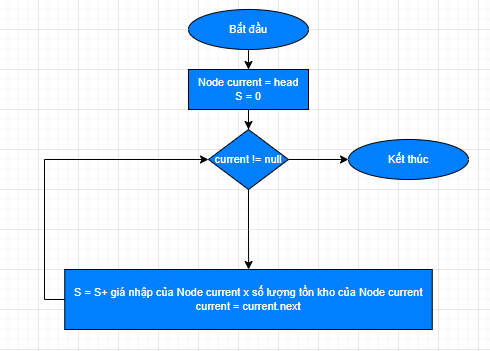 Bắt đầu
Node current = head
S = 0
current != null
Kết thúc
S = S+ giá nhập của Node current x số lượng tồn kho của Node current
current = current.next